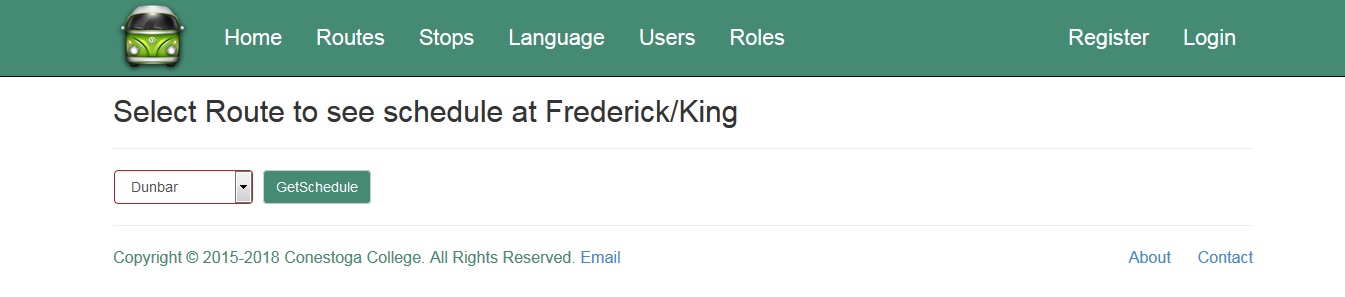 Home Routes Stops Language Users Roles Register Login
Select Route to see schedule at Frederick/King
Dunbar GetSchedule
Copyright © 2015-2018 Conestoga College. All Rights Reserved. Email About Contact